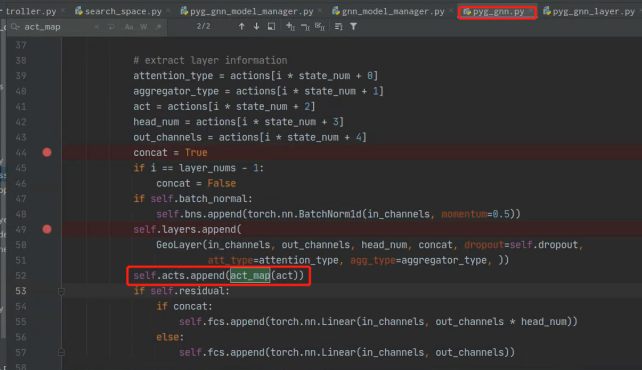 troller.py × search_space.py × pyg_gnn_model_manager.py × gnn_model_manager.py × pyg_gnn.py × pyg_gnn_layer.py
act_map × Aa W .* 2/2
37
38 # extract layer information
39 attention_type = actions[i * state_num + 0]
40 aggregator_type = actions[i * state_num + 1]
41 act = actions[i * state_num + 2]
42 head_num = actions[i * state_num + 3]
43 out_channels = actions[i * state_num + 4]
44 concat = True
45 if i == layer_nums - 1:
46 concat = False
47 if self.batch_normal:
48 self.bns.append(torch.nn.BatchNorm1d(in_channels, momentum=0.5))
49 self.layers.append(
50 GeoLayer(in_channels, out_channels, head_num, concat, dropout=self.dropout,
51 att_type=attention_type, agg_type=aggregator_type, ))
52 self.acts.append(act_map(act))
53 if self.residual:
54 if concat:
55 self.fcs.append(torch.nn.Linear(in_channels, out_channels * head_num))
56 else:
57 self.fcs.append(torch.nn.Linear(in_channels, out_channels))
58